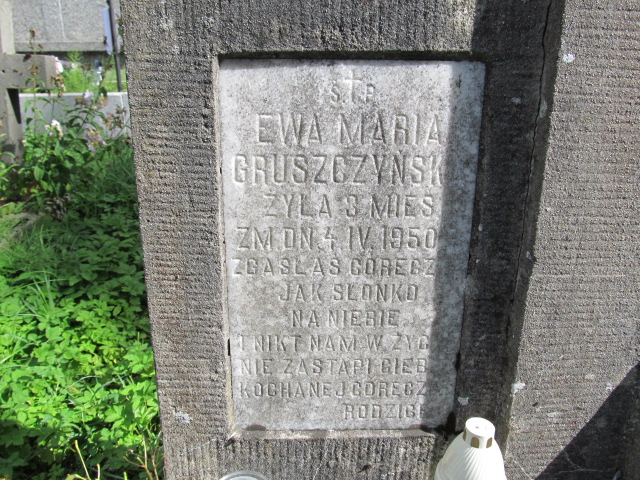 Ś † P
EWA MARIA
GRUSZCZYŃSK
ŻYŁA 3 MIES
ZM DN. 4 IV. 1950
ZGASŁAŚ CÓRECZ
JAK SŁONKO
NA NIEBIE
I NIKT NAM W ŻYC
NIE ZASTĄPI CIEB
KOCHANEJ CÓRECZ
RODZICE